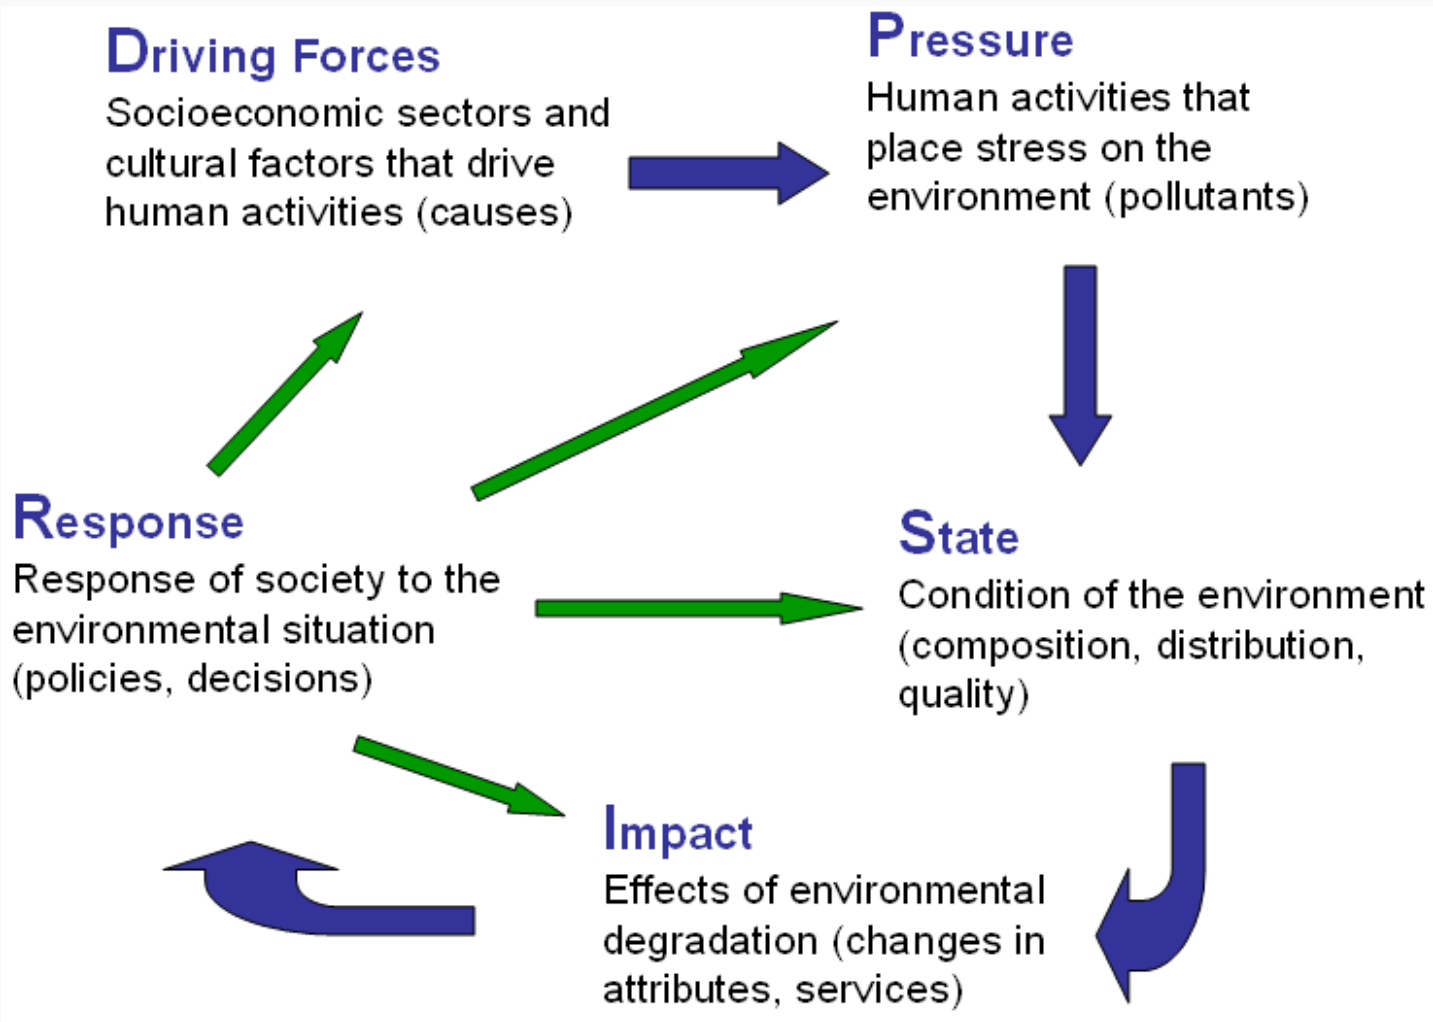 Driving Forces
Socioeconomic sectors and
cultural factors that drive
human activities (causes)
Pressure
Human activities that
place stress on the
environment (pollutants)
Response
Response of society to the
environmental situation
(policies, decisions)
State
Condition of the environment
(composition, distribution,
quality)
Impact
Effects of environmental
degradation (changes in
attributes, services)